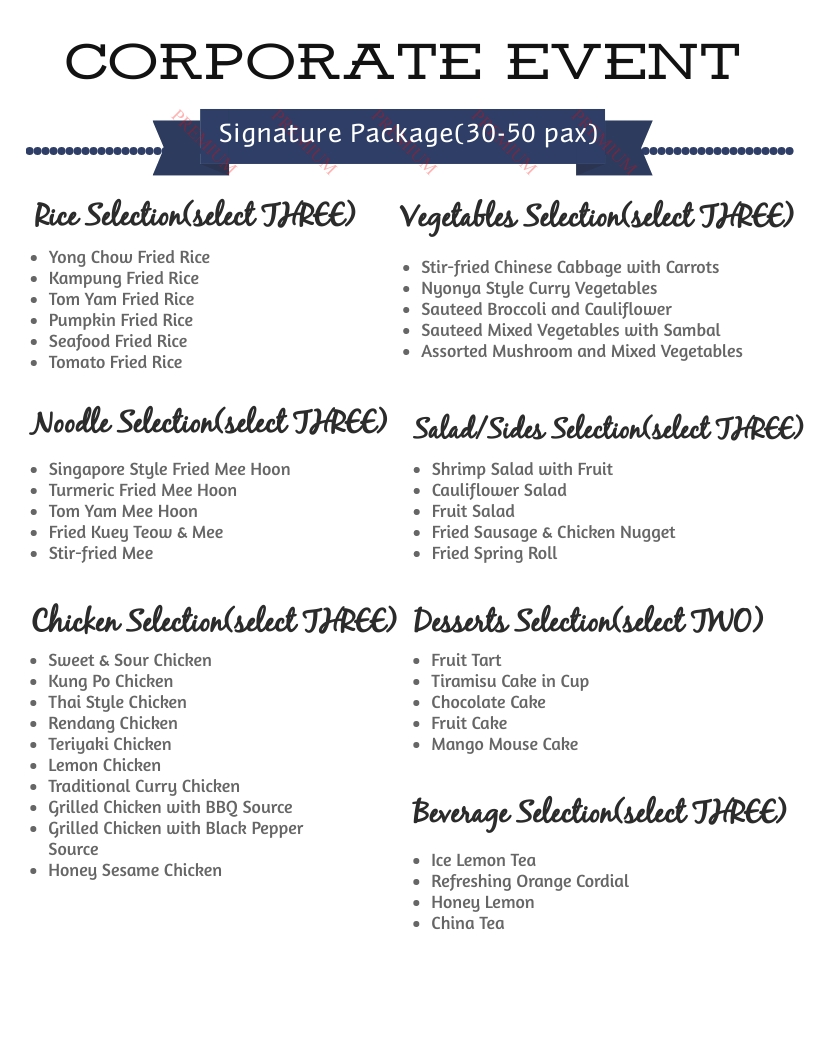 CORPORATE EVENT
Signature Package(30-50 pax)
PREMIUM PREMIUM PREMIUM PREMIUM PREMIUM
Rice Selection(select THREE)
Yong Chow Fried Rice
Kampung Fried Rice
Tom Yam Fried Rice
Pumpkin Fried Rice
Seafood Fried Rice
Tomato Fried Rice
Noodle Selection(select THREE)
Singapore Style Fried Mee Hoon
Turmeric Fried Mee Hoon
Tom Yam Mee Hoon
Fried Kuey Teow & Mee
Stir-fried Mee
Chicken Selection(select THREE)
Sweet & Sour Chicken
Kung Po Chicken
Thai Style Chicken
Rendang Chicken
Teriyaki Chicken
Lemon Chicken
Traditional Curry Chicken
Grilled Chicken with BBQ Source
Grilled Chicken with Black Pepper
Source
Honey Sesame Chicken
Vegetables Selection(select THREE)
Stir-fried Chinese Cabbage with Carrots
Nyonya Style Curry Vegetables
Sauteed Broccoli and Cauliflower
Sauteed Mixed Vegetables with Sambal
Assorted Mushroom and Mixed Vegetables
Salad/Sides Selection(select THREE)
Shrimp Salad with Fruit
Cauliflower Salad
Fruit Salad
Fried Sausage & Chicken Nugget
Fried Spring Roll
Desserts Selection(select TWO)
Fruit Tart
Tiramisu Cake in Cup
Chocolate Cake
Fruit Cake
Mango Mouse Cake
Beverage Selection(select THREE)
Ice Lemon Tea
Refreshing Orange Cordial
Honey Lemon
China Tea